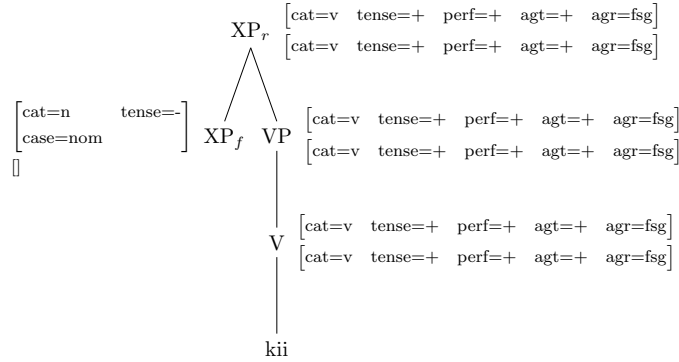 XPr [cat=v tense=+ perf=+ agt=+ agr=fsg]
[cat=v tense=+ perf=+ agt=+ agr=fsg]
[cat=n tense=-
case=nom]
[]
XPf VP [cat=v tense=+ perf=+ agt=+ agr=fsg]
[cat=v tense=+ perf=+ agt=+ agr=fsg]
V [cat=v tense=+ perf=+ agt=+ agr=fsg]
[cat=v tense=+ perf=+ agt=+ agr=fsg]
kii